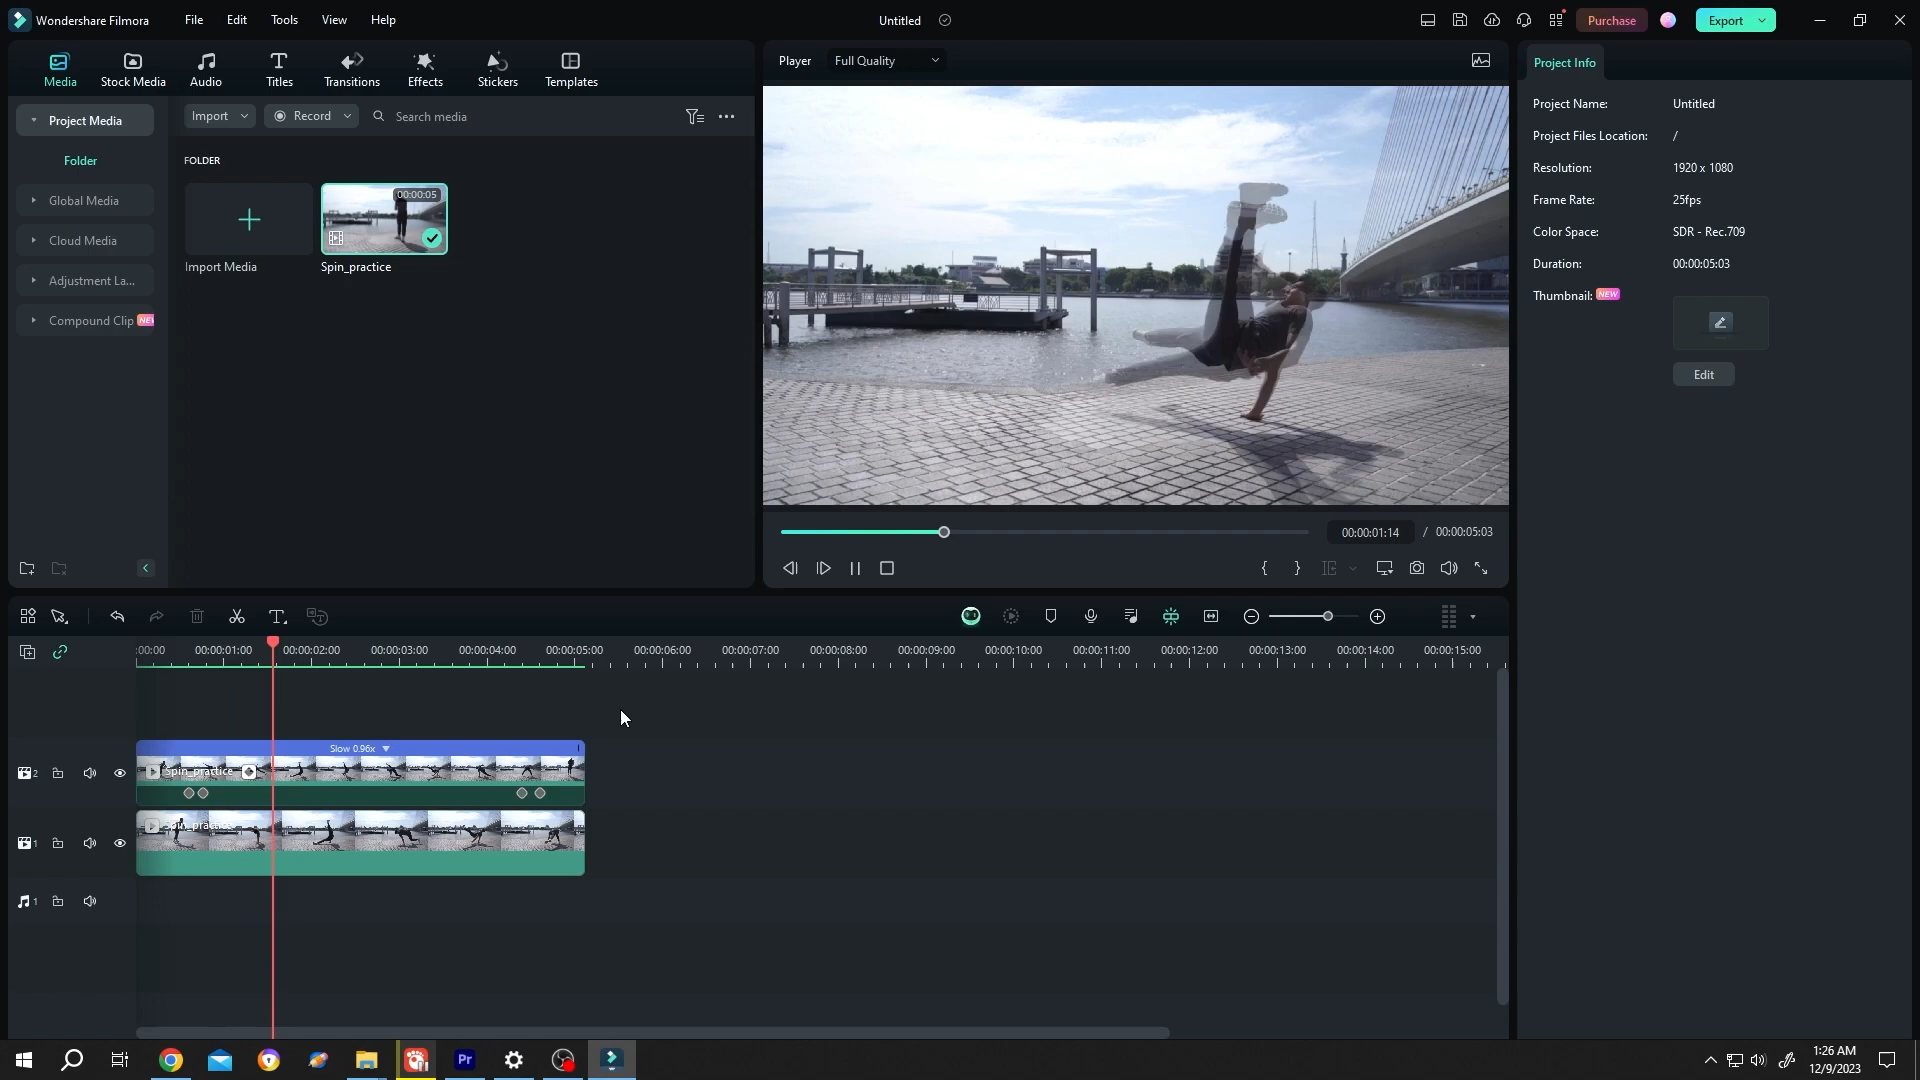 Wondershare Filmora
File
Edit
Tools
View
Help
Untitled
Purchase
Export
Media
Stock Media
Audio
Titles
Transitions
Effects
Stickers
Templates
Player
Full Quality
Project Info
Project Media
Folder
Global Media
Cloud Media
Adjustment La...
Compound Clip
Import
Record
Search media
FOLDER
00:00:05
Import Media
Spin_practice
Project Name:
Untitled
Project Files Location:
/
Resolution:
1920 x 1080
Frame Rate:
25fps
Color Space:
SDR - Rec.709
Duration:
00:00:05:03
Thumbnail:
NEW
Edit
00:00:01:14
/
00:00:05:03
:00:00
00:00:01:00
00:00:02:00
00:00:03:00
00:00:04:00
00:00:05:00
00:00:06:00
00:00:07:00
00:00:08:00
00:00:09:00
00:00:10:00
00:00:11:00
00:00:12:00
00:00:13:00
00:00:14:00
00:00:15:00
Slow 0.96x
2
Spin_practice
1
Spin_practice
1
Pr
1:26 AM
12/9/2023